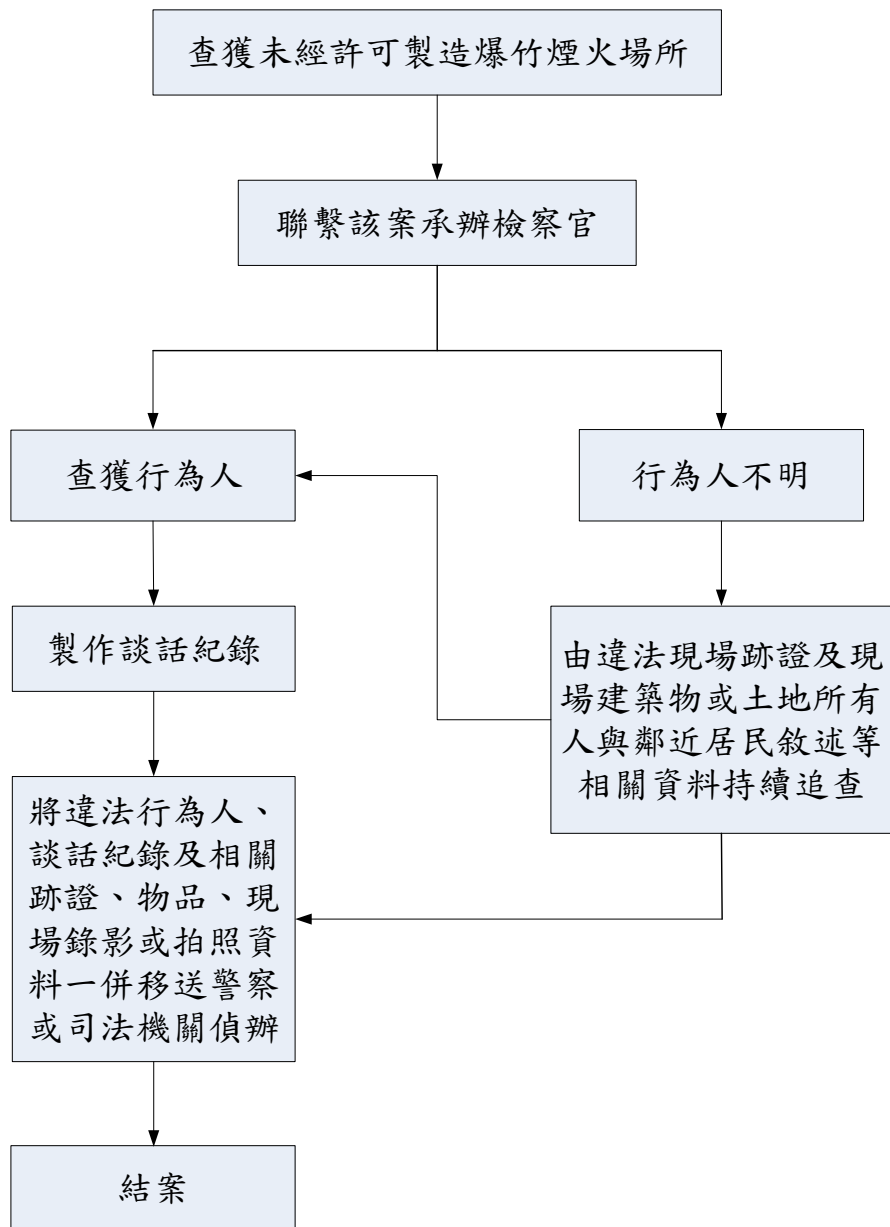 查獲未經許可製造爆竹煙火場所
聯繫該案承辦檢察官
查獲行為人
行為人不明
製作談話紀錄
由違法現場跡證及現
場建築物或土地所有
人與鄰近居民敘述等
相關資料持續追查
將違法行為人、
談話紀錄及相關
跡證、物品、現
場錄影或拍照資
料一併移送警察
或司法機關偵辦
結案